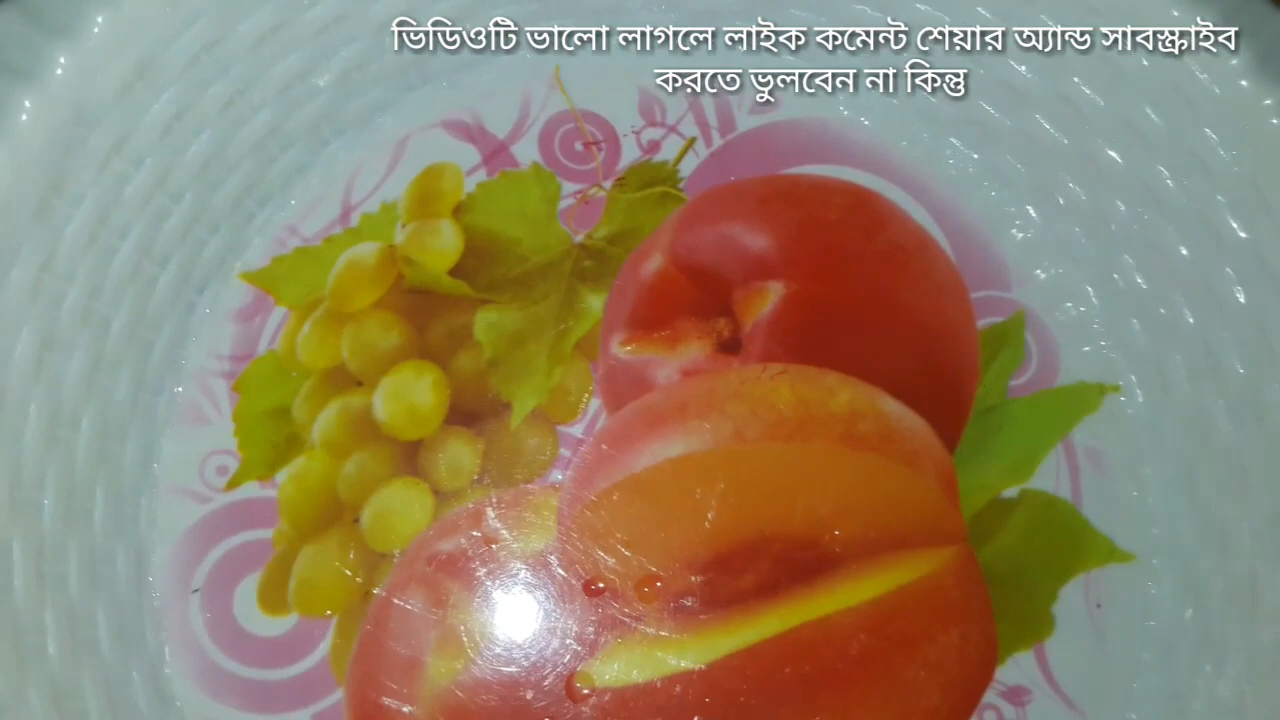 ভিডিওটি ভালো লাগলে লাইক কমেন্ট শেয়ার অ্যান্ড সাবস্ক্রাইব
করতে ভুলবেন না কিন্তু